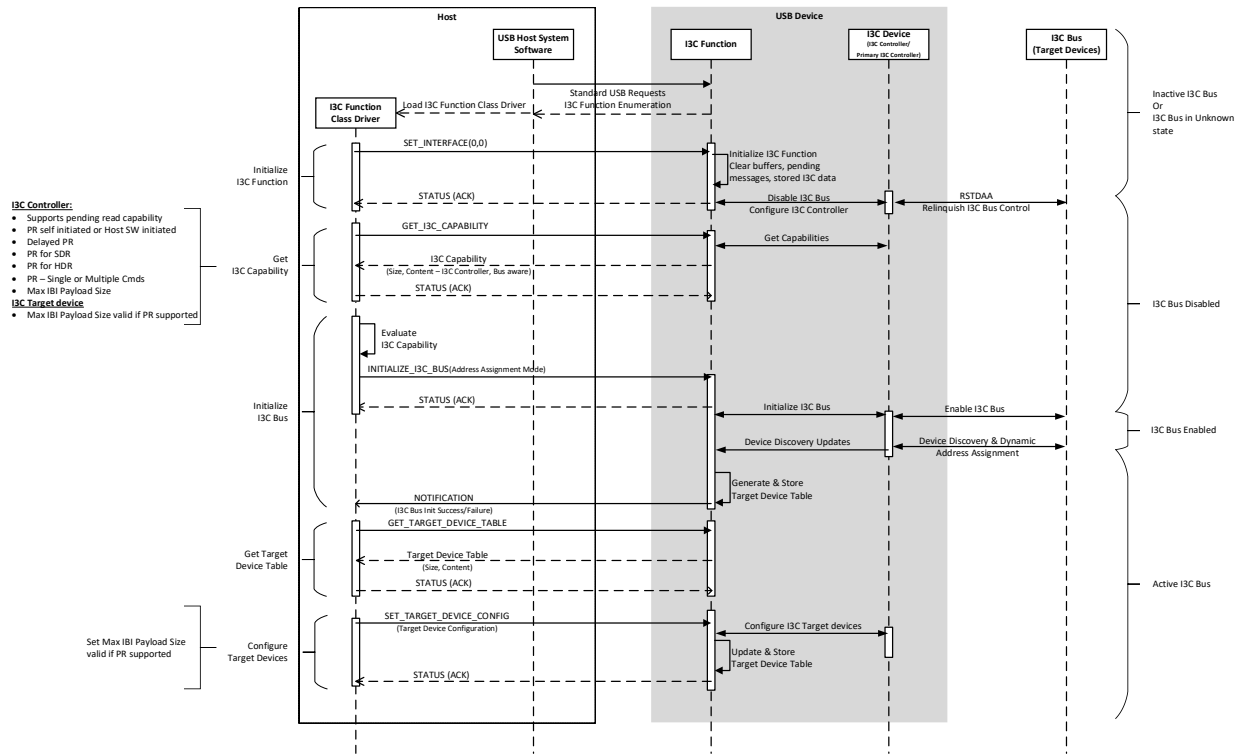 Host
USB Device
USB Host System
Software
I3C Function
I3C Device
(I3C Controller/
Primary I3C Controller)
I3C Bus
(Target Devices)
Standard USB Requests
I3C Function Enumeration
Load I3C Function Class Driver
I3C Function
Class Driver
Inactive I3C Bus
Or
I3C Bus in Unknown
state
Initialize
I3C Function
SET_INTERFACE(0,0)
Initialize I3C Function
Clear buffers, pending
messages, stored I3C data
STATUS (ACK)
Disable I3C Bus
Configure I3C Controller
RSTDAA
Relinquish I3C Bus Control
I3C Controller:
• Supports pending read capability
• PR self initiated or Host SW initiated
• Delayed PR
• PR for SDR
• PR for HDR
• PR – Single or Multiple Cmds
• Max IBI Payload Size
I3C Target device
• Max IBI Payload Size valid if PR supported
Get
I3C Capability
GET_I3C_CAPABILITY
Get Capabilities
I3C Capability
(Size, Content – I3C Controller, Bus aware)
STATUS (ACK)
I3C Bus Disabled
Initialize
I3C Bus
Evaluate
I3C Capability
INITIALIZE_I3C_BUS(Address Assignment Mode)
STATUS (ACK)
Initialize I3C Bus
Enable I3C Bus
I3C Bus Enabled
Device Discovery Updates
Device Discovery & Dynamic
Address Assignment
Generate & Store
Target Device Table
NOTIFICATION
(I3C Bus Init Success/Failure)
Get Target
Device Table
GET_TARGET_DEVICE_TABLE
Target Device Table
(Size, Content)
STATUS (ACK)
Active I3C Bus
Set Max IBI Payload Size
valid if PR supported
Configure
Target Devices
SET_TARGET_DEVICE_CONFIG
(Target Device Configuration)
Configure I3C Target devices
Update & Store
Target Device Table
STATUS (ACK)